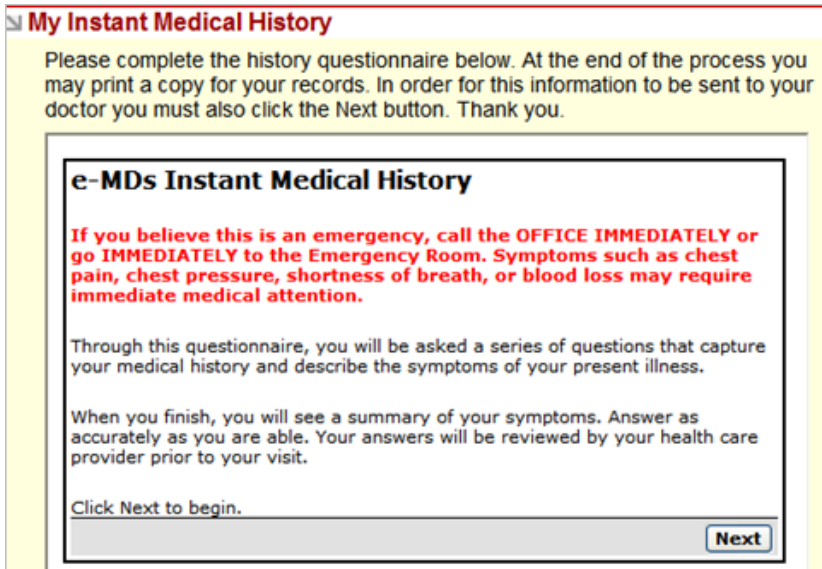 My Instant Medical History
Please complete the history questionnaire below. At the end of the process you
may print a copy for your records. In order for this information to be sent to your
doctor you must also click the Next button. Thank you.
e-MDs Instant Medical History
If you believe this is an emergency, call the OFFICE IMMEDIATELY or
go IMMEDIATELY to the Emergency Room. Symptoms such as chest
pain, chest pressure, shortness of breath, or blood loss may require
immediate medical attention.
Through this questionnaire, you will be asked a series of questions that capture
your medical history and describe the symptoms of your present illness.
When you finish, you will see a summary of your symptoms. Answer as
accurately as you are able. Your answers will be reviewed by your health care
provider prior to your visit.
Click Next to begin.
Next